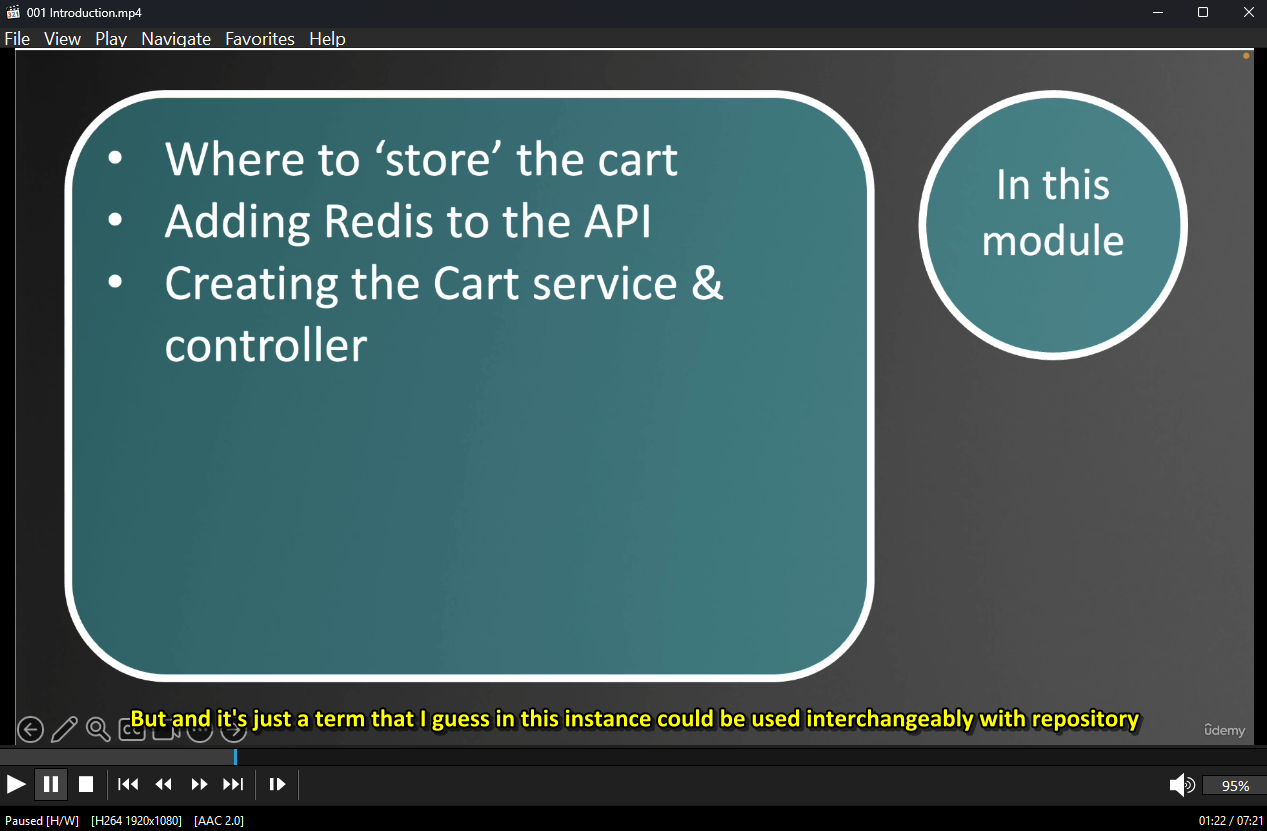 001 Introduction.mp4
File View Play Navigate Favorites Help
• Where to ‘store’ the cart
• Adding Redis to the API
• Creating the Cart service &
controller
In this
module
But and it's just a term that I guess in this instance could be used interchangeably with repository
CC
ûdemy
95%
Paused [H/W] [H264 1920x1080] [AAC 2.0]
01:22 / 07:21